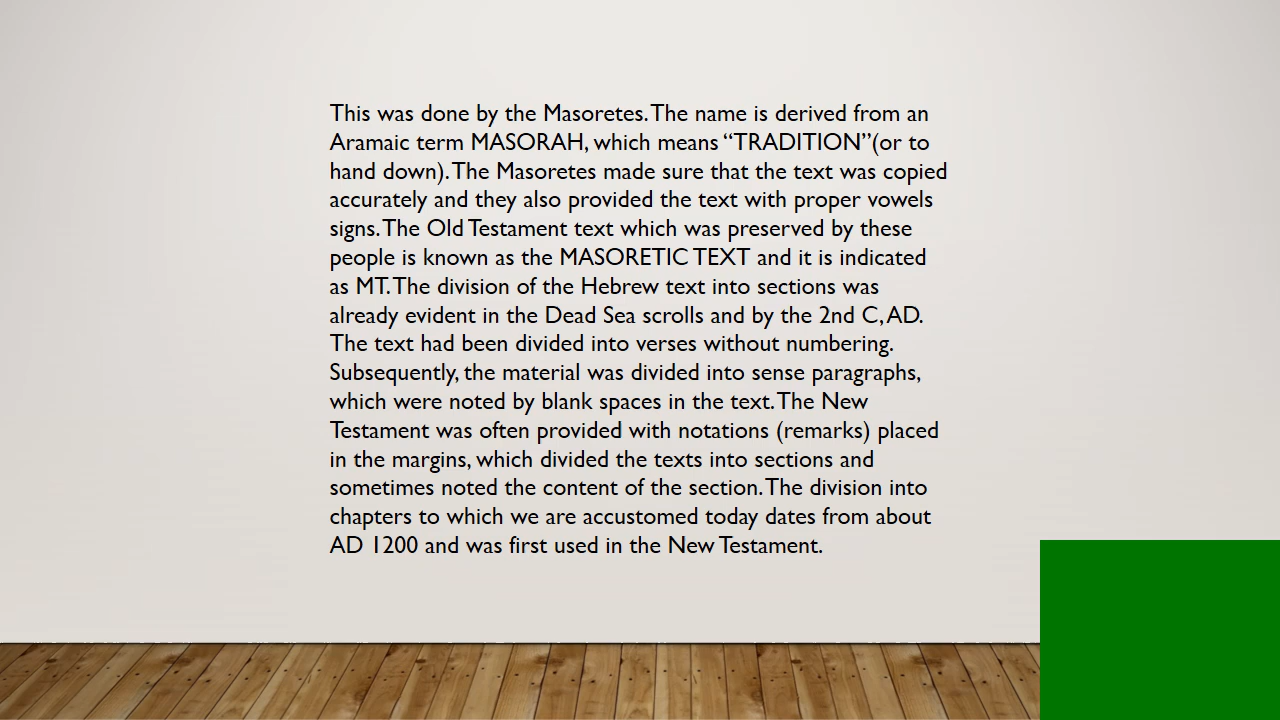 This was done by the Masoretes. The name is derived from an
Aramaic term MASORAH, which means “TRADITION”(or to
hand down). The Masoretes made sure that the text was copied
accurately and they also provided the text with proper vowels
signs. The Old Testament text which was preserved by these
people is known as the MASORETIC TEXT and it is indicated
as MT. The division of the Hebrew text into sections was
already evident in the Dead Sea scrolls and by the 2nd C, AD.
The text had been divided into verses without numbering.
Subsequently, the material was divided into sense paragraphs,
which were noted by blank spaces in the text. The New
Testament was often provided with notations (remarks) placed
in the margins, which divided the texts into sections and
sometimes noted the content of the section. The division into
chapters to which we are accustomed today dates from about
AD 1200 and was first used in the New Testament.